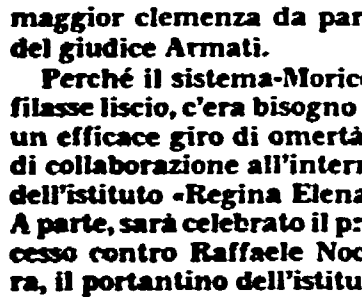 maggior clemenza da par
del giudice Armati.
Perché il sistema-Morico
filasse liscio, c'era bisogno
un efficace giro di omertà
di collaborazione all'intern
dell'istituto «Regina Elena
A parte, sarà celebrato il pr
cesso contro Raffaele Noc
ra, il portantino dell'istitu